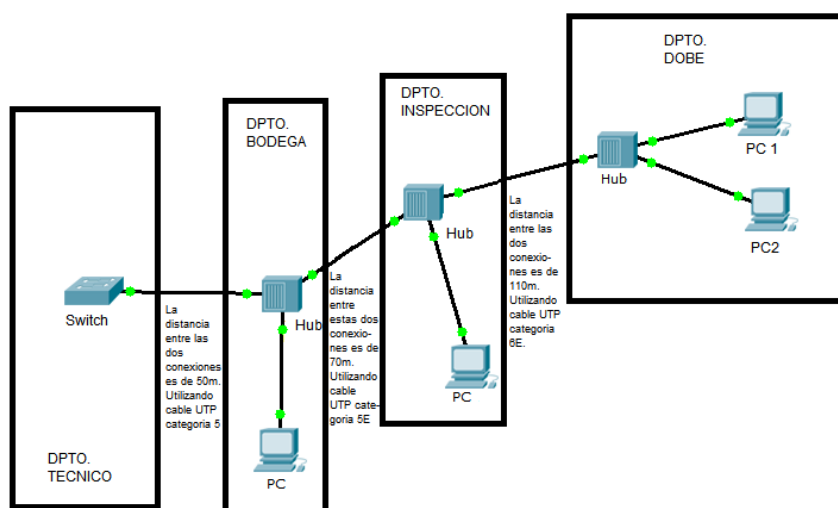 DPTO.
TECNICO
Switch
La
distancia
entre las
dos
conexiones
es de 50m.
Utilizando
cable UTP
categoria 5
DPTO.
BODEGA
Hub
PC
La
distancia
entre
estas dos
conexio-
nes es de
70m.
Utilizando
cable
UTP cate-
goria 5E
DPTO.
INSPECCION
Hub
PC
La
distancia
entre las
dos
conexio-
nes es de
110m.
Utilizando
cable UTP
categoria
6E.
DPTO.
DOBE
Hub
PC 1
PC2